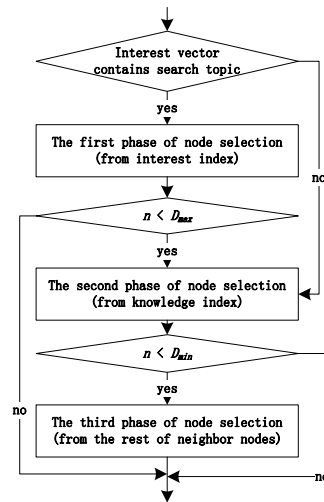 Interest vector
contains search topic
yes
The first phase of node selection
(from interest index)
no
n < Dmax
yes
The second phase of node selection
(from knowledge index)
n < Dmin
yes
no
The third phase of node selection
(from the rest of neighbor nodes)
no